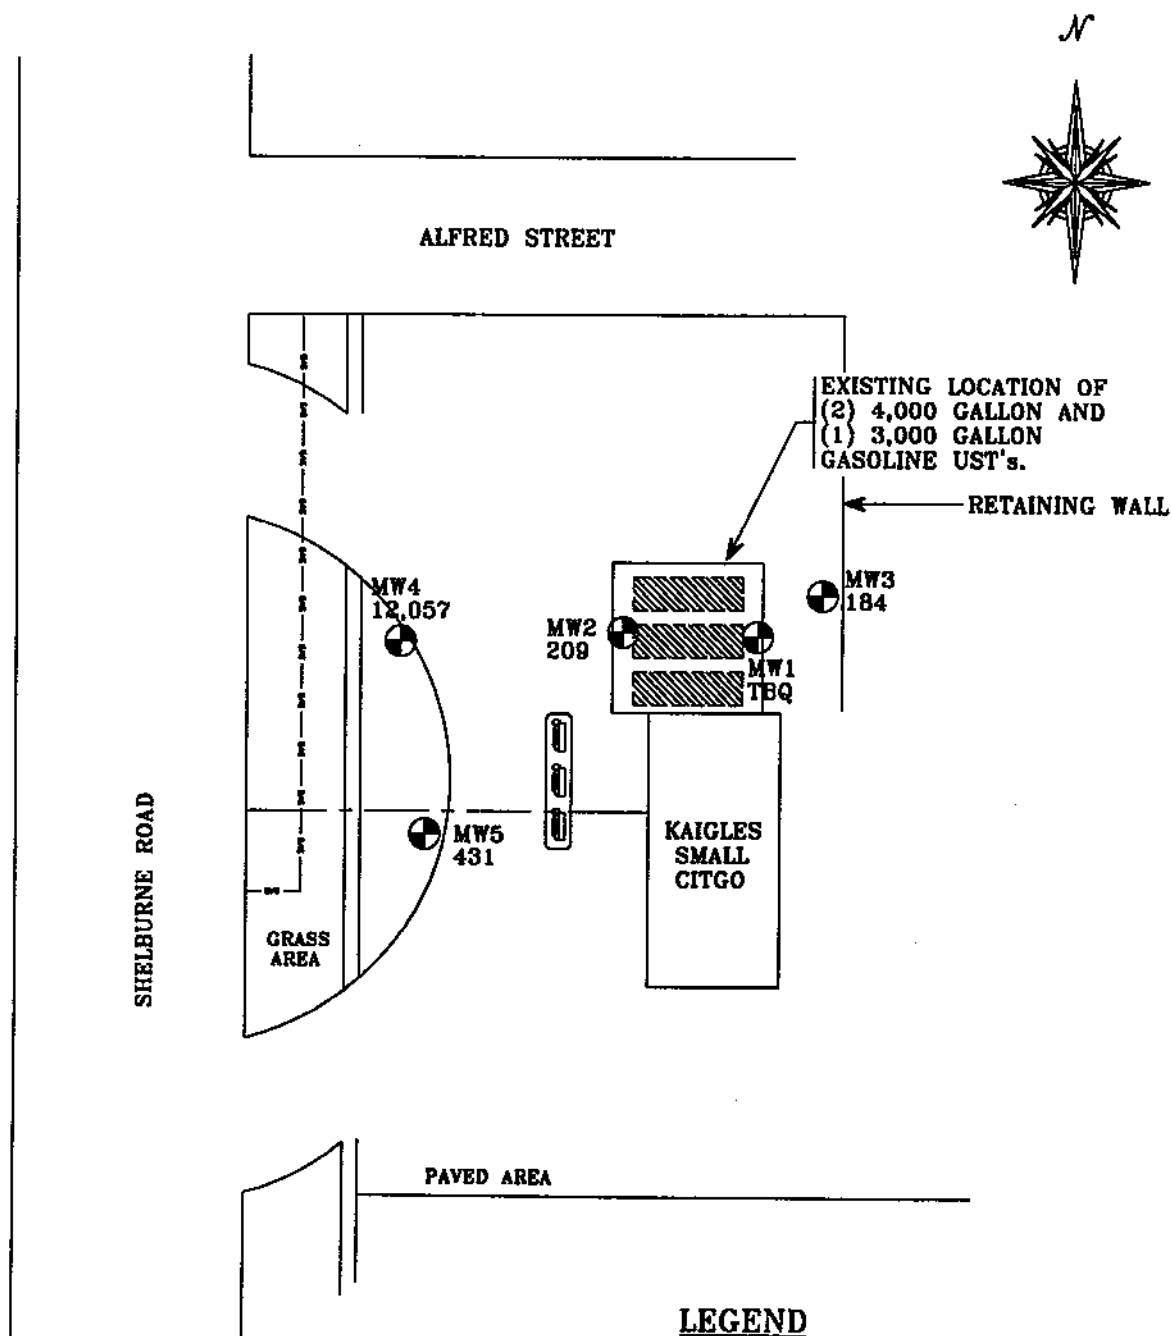 N
ALFRED STREET
EXISTING LOCATION OF
(2) 4,000 GALLON AND
(1) 3,000 GALLON
GASOLINE UST's.
RETAINING WALL
MW4
12,057
MW3
184
MW2
209
MW1
TBQ
MW5
431
KAIGLES
SMALL
CITGO
SHELBURNE ROAD
GRASS
AREA
PAVED AREA
LEGEND